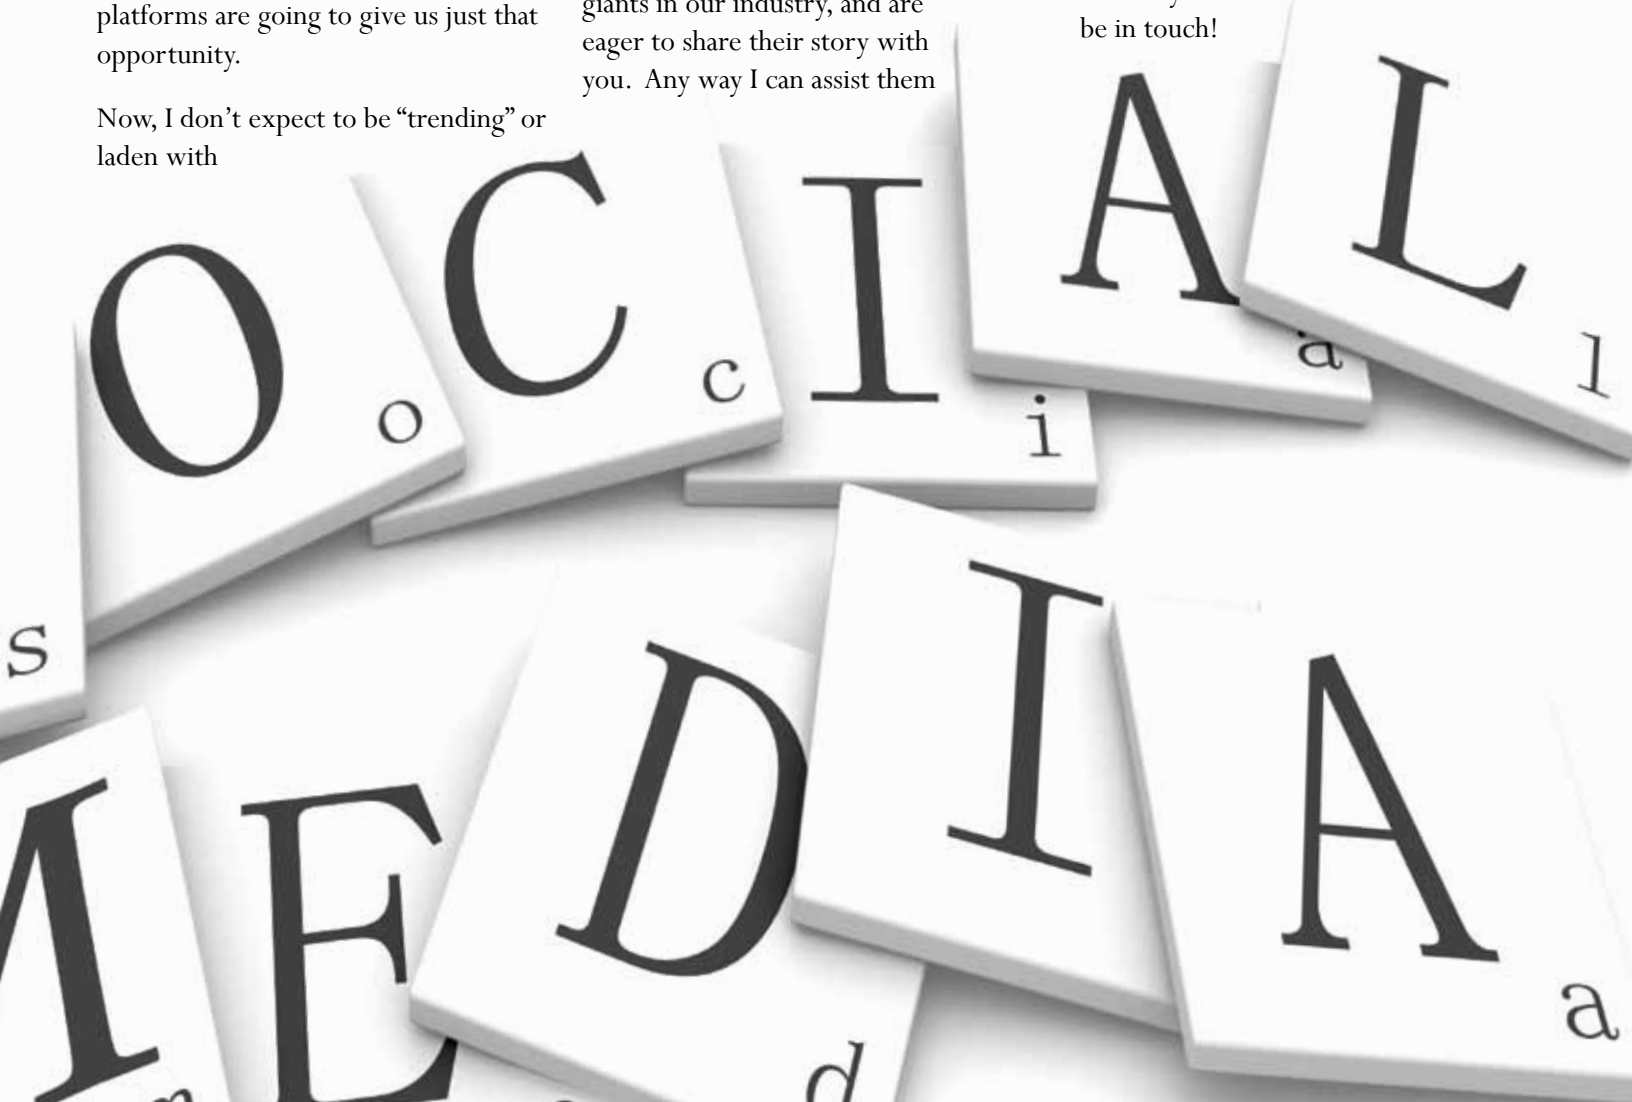 platforms are going to give us just that
opportunity.
Now, I don’t expect to be “trending” or
laden with
giants in our industry, and are
eager to share their story with
you.  Any way I can assist them
be in touch!
O C I A L
s o c i a l
M E D I A
d a